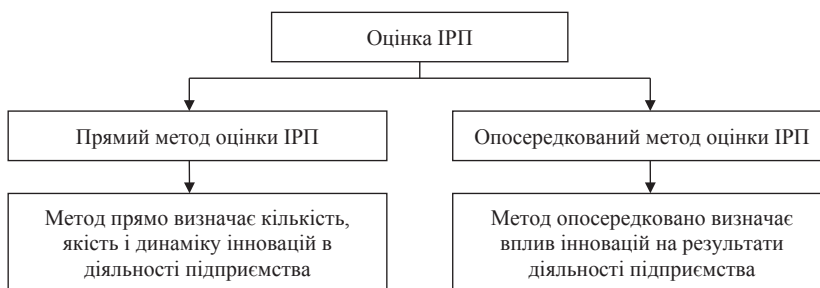 Оцінка ІРП
Прямий метод оцінки ІРП
Опосередкований метод оцінки ІРП
Метод прямо визначає кількість,
якість і динаміку інновацій в
діяльності підприємства
Метод опосередковано визначає
вплив інновацій на результати
діяльності підприємства